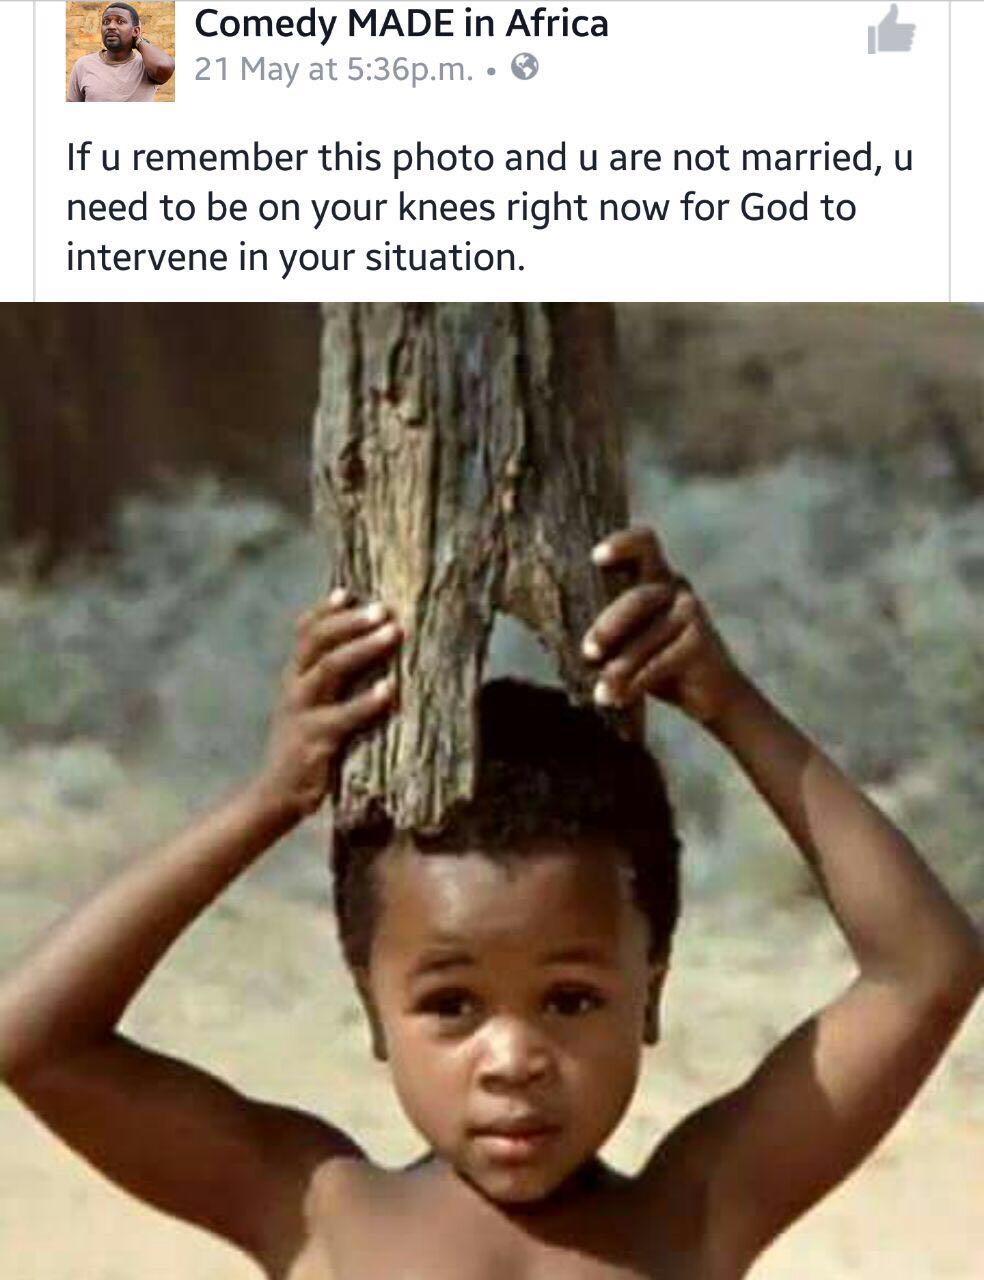 Comedy MADE in Africa
21 May at 5:36p.m. •
If u remember this photo and u are not married, u
need to be on your knees right now for God to
intervene in your situation.